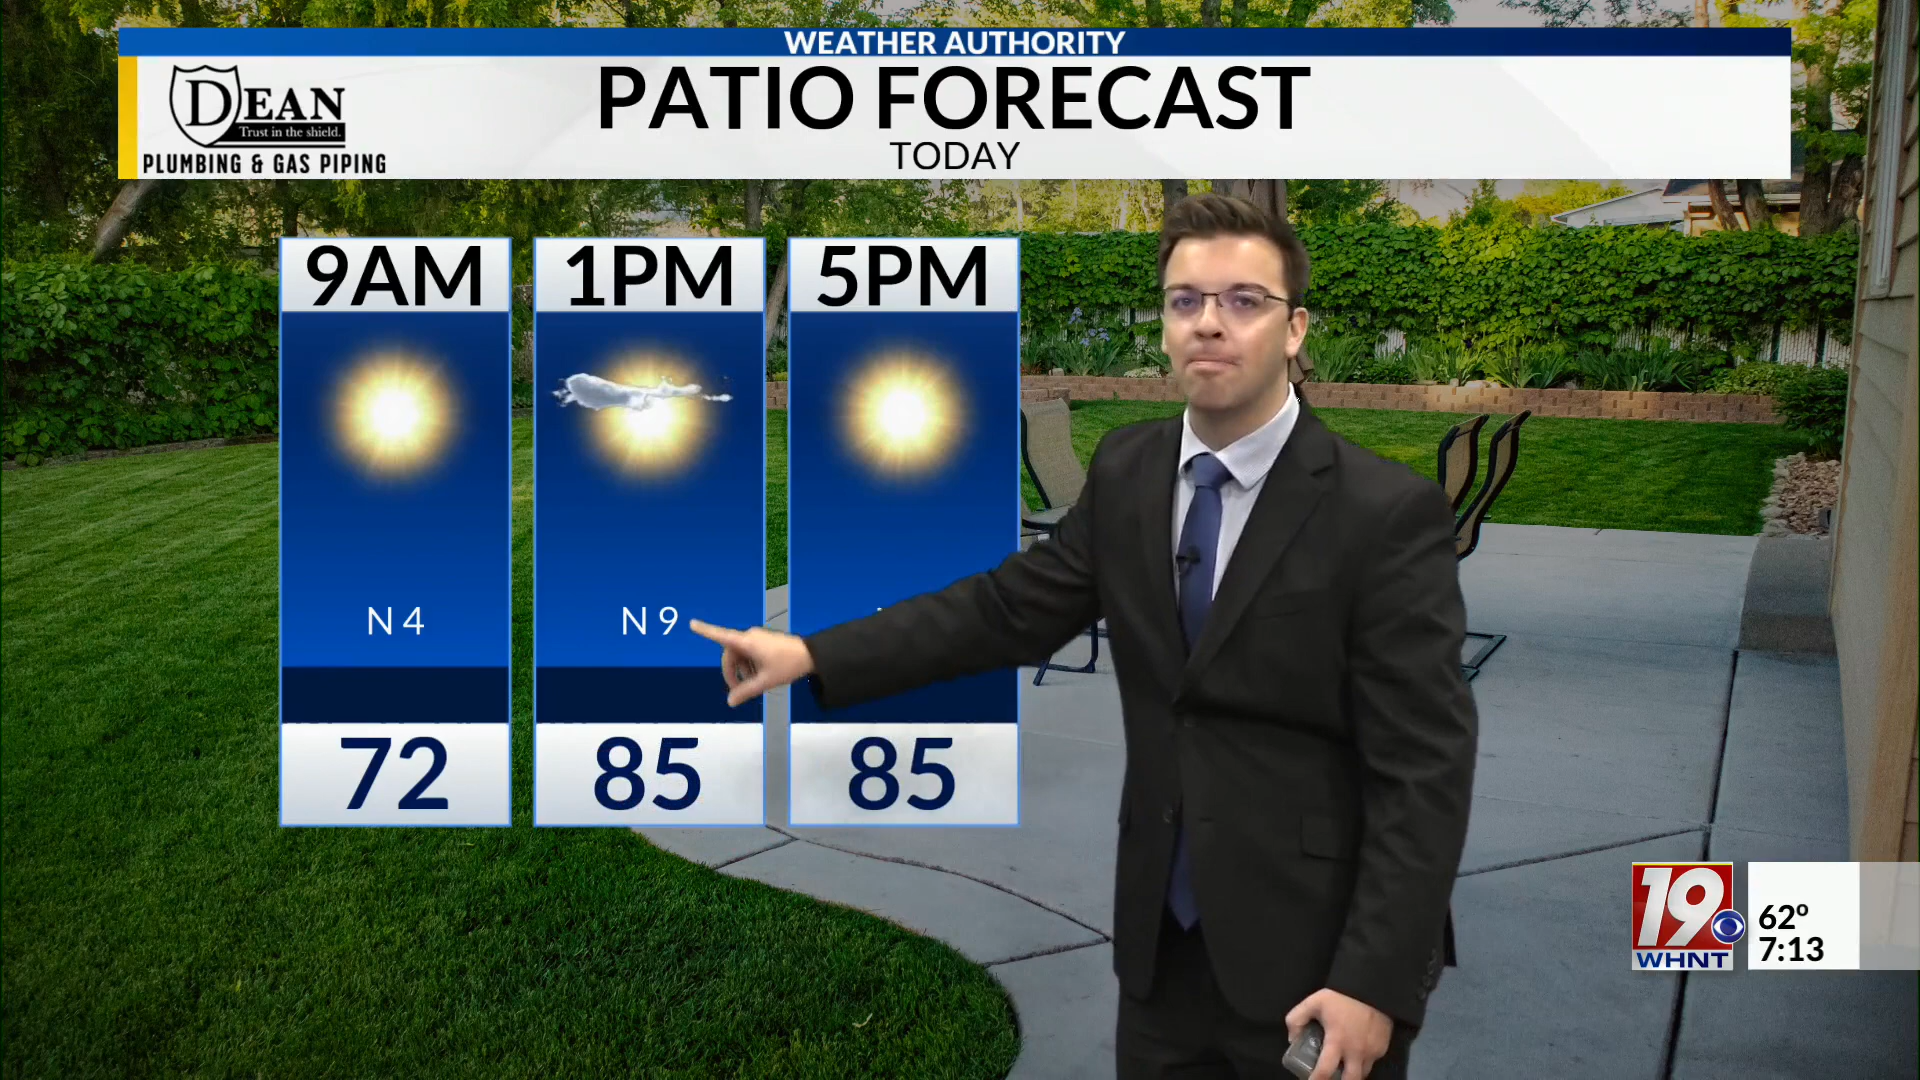 WEATHER AUTHORITY
DEAN
Trust in the shield.
PLUMBING & GAS PIPING
PATIO FORECAST
TODAY
9AM
1PM
5PM
N 4
N 9
72
85
85
19
WHNT
62º
7:13